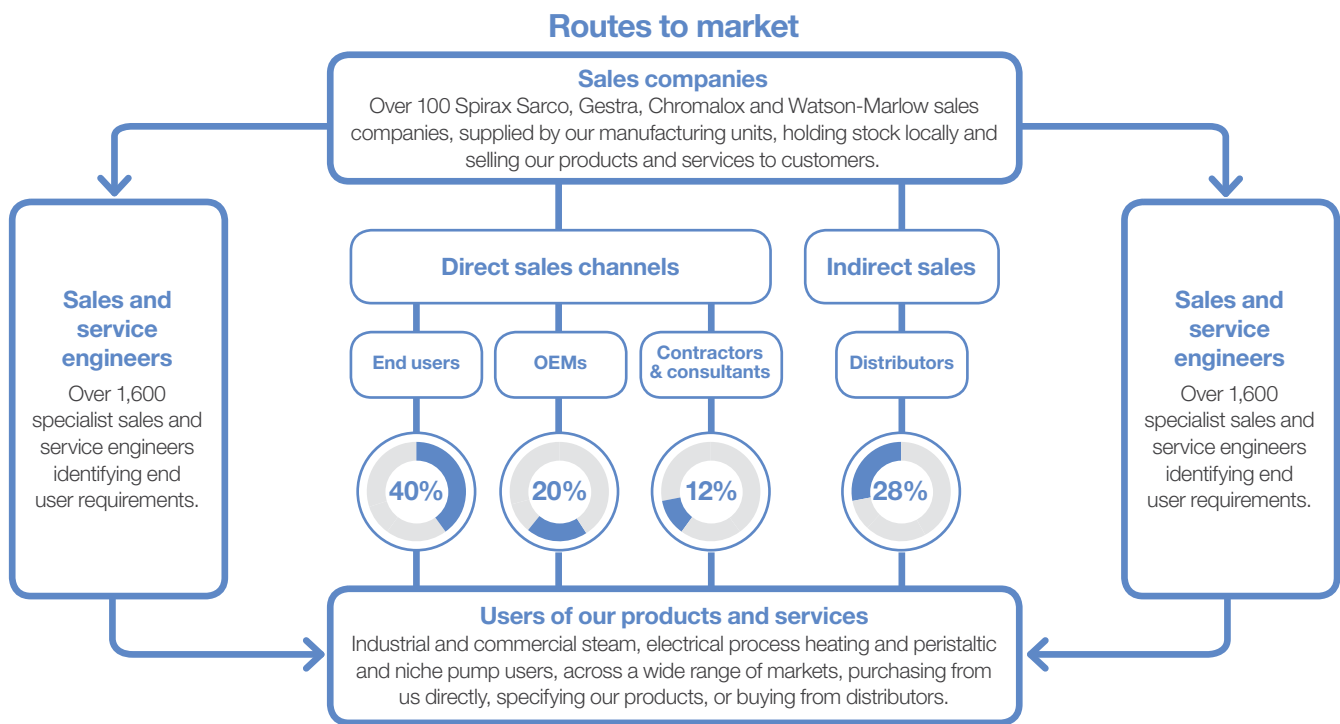 Routes to market
Sales companies
Over 100 Spirax Sarco, Gestra, Chromalox and Watson-Marlow sales
companies, supplied by our manufacturing units, holding stock locally and
selling our products and services to customers.
Sales and
service
engineers
Over 1,600
specialist sales and
service engineers
identifying end
user requirements.
Direct sales channels
Indirect sales
End users
OEMs
Contractors
& consultants
Distributors
40%
20%
12%
28%
Sales and
service
engineers
Over 1,600
specialist sales and
service engineers
identifying end
user requirements.
Users of our products and services
Industrial and commercial steam, electrical process heating and peristaltic
and niche pump users, across a wide range of markets, purchasing from
us directly, specifying our products, or buying from distributors.